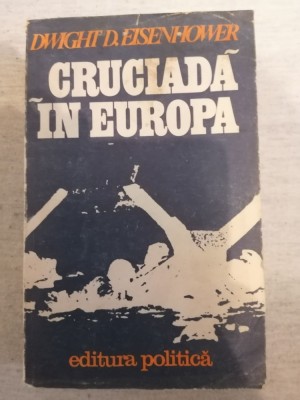 DWIGHT D. EISENHOWER
CRUCIADĂ
ÎN EUROPA
editura politică